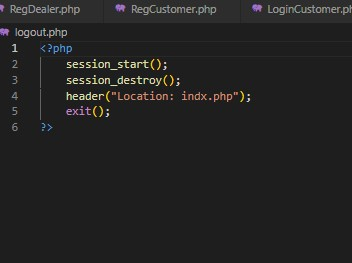 RegDealer.php RegCustomer.php LoginCustomer.ph
logout.php
1 <?php
2 session_start();
3 session_destroy();
4 header("Location: indx.php");
5 exit();
6 ?>